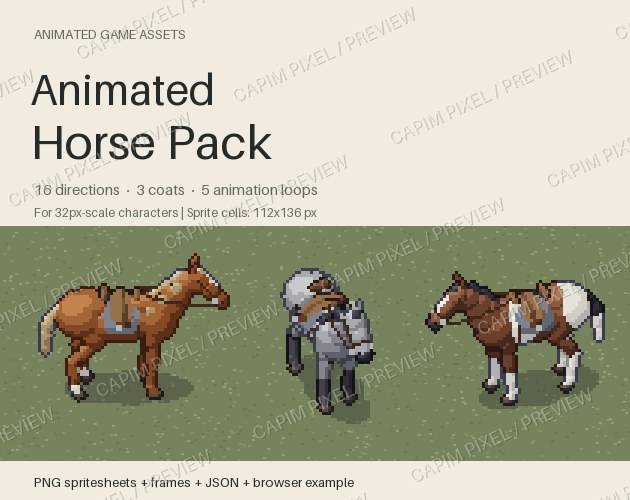 ANIMATED GAME ASSETS
Animated
Horse Pack
16 directions · 3 coats · 5 animation loops
For 32px-scale characters | Sprite cells: 112x136 px
PNG spritesheets + frames + JSON + browser example
CAPIM PIXEL / PREVIEW